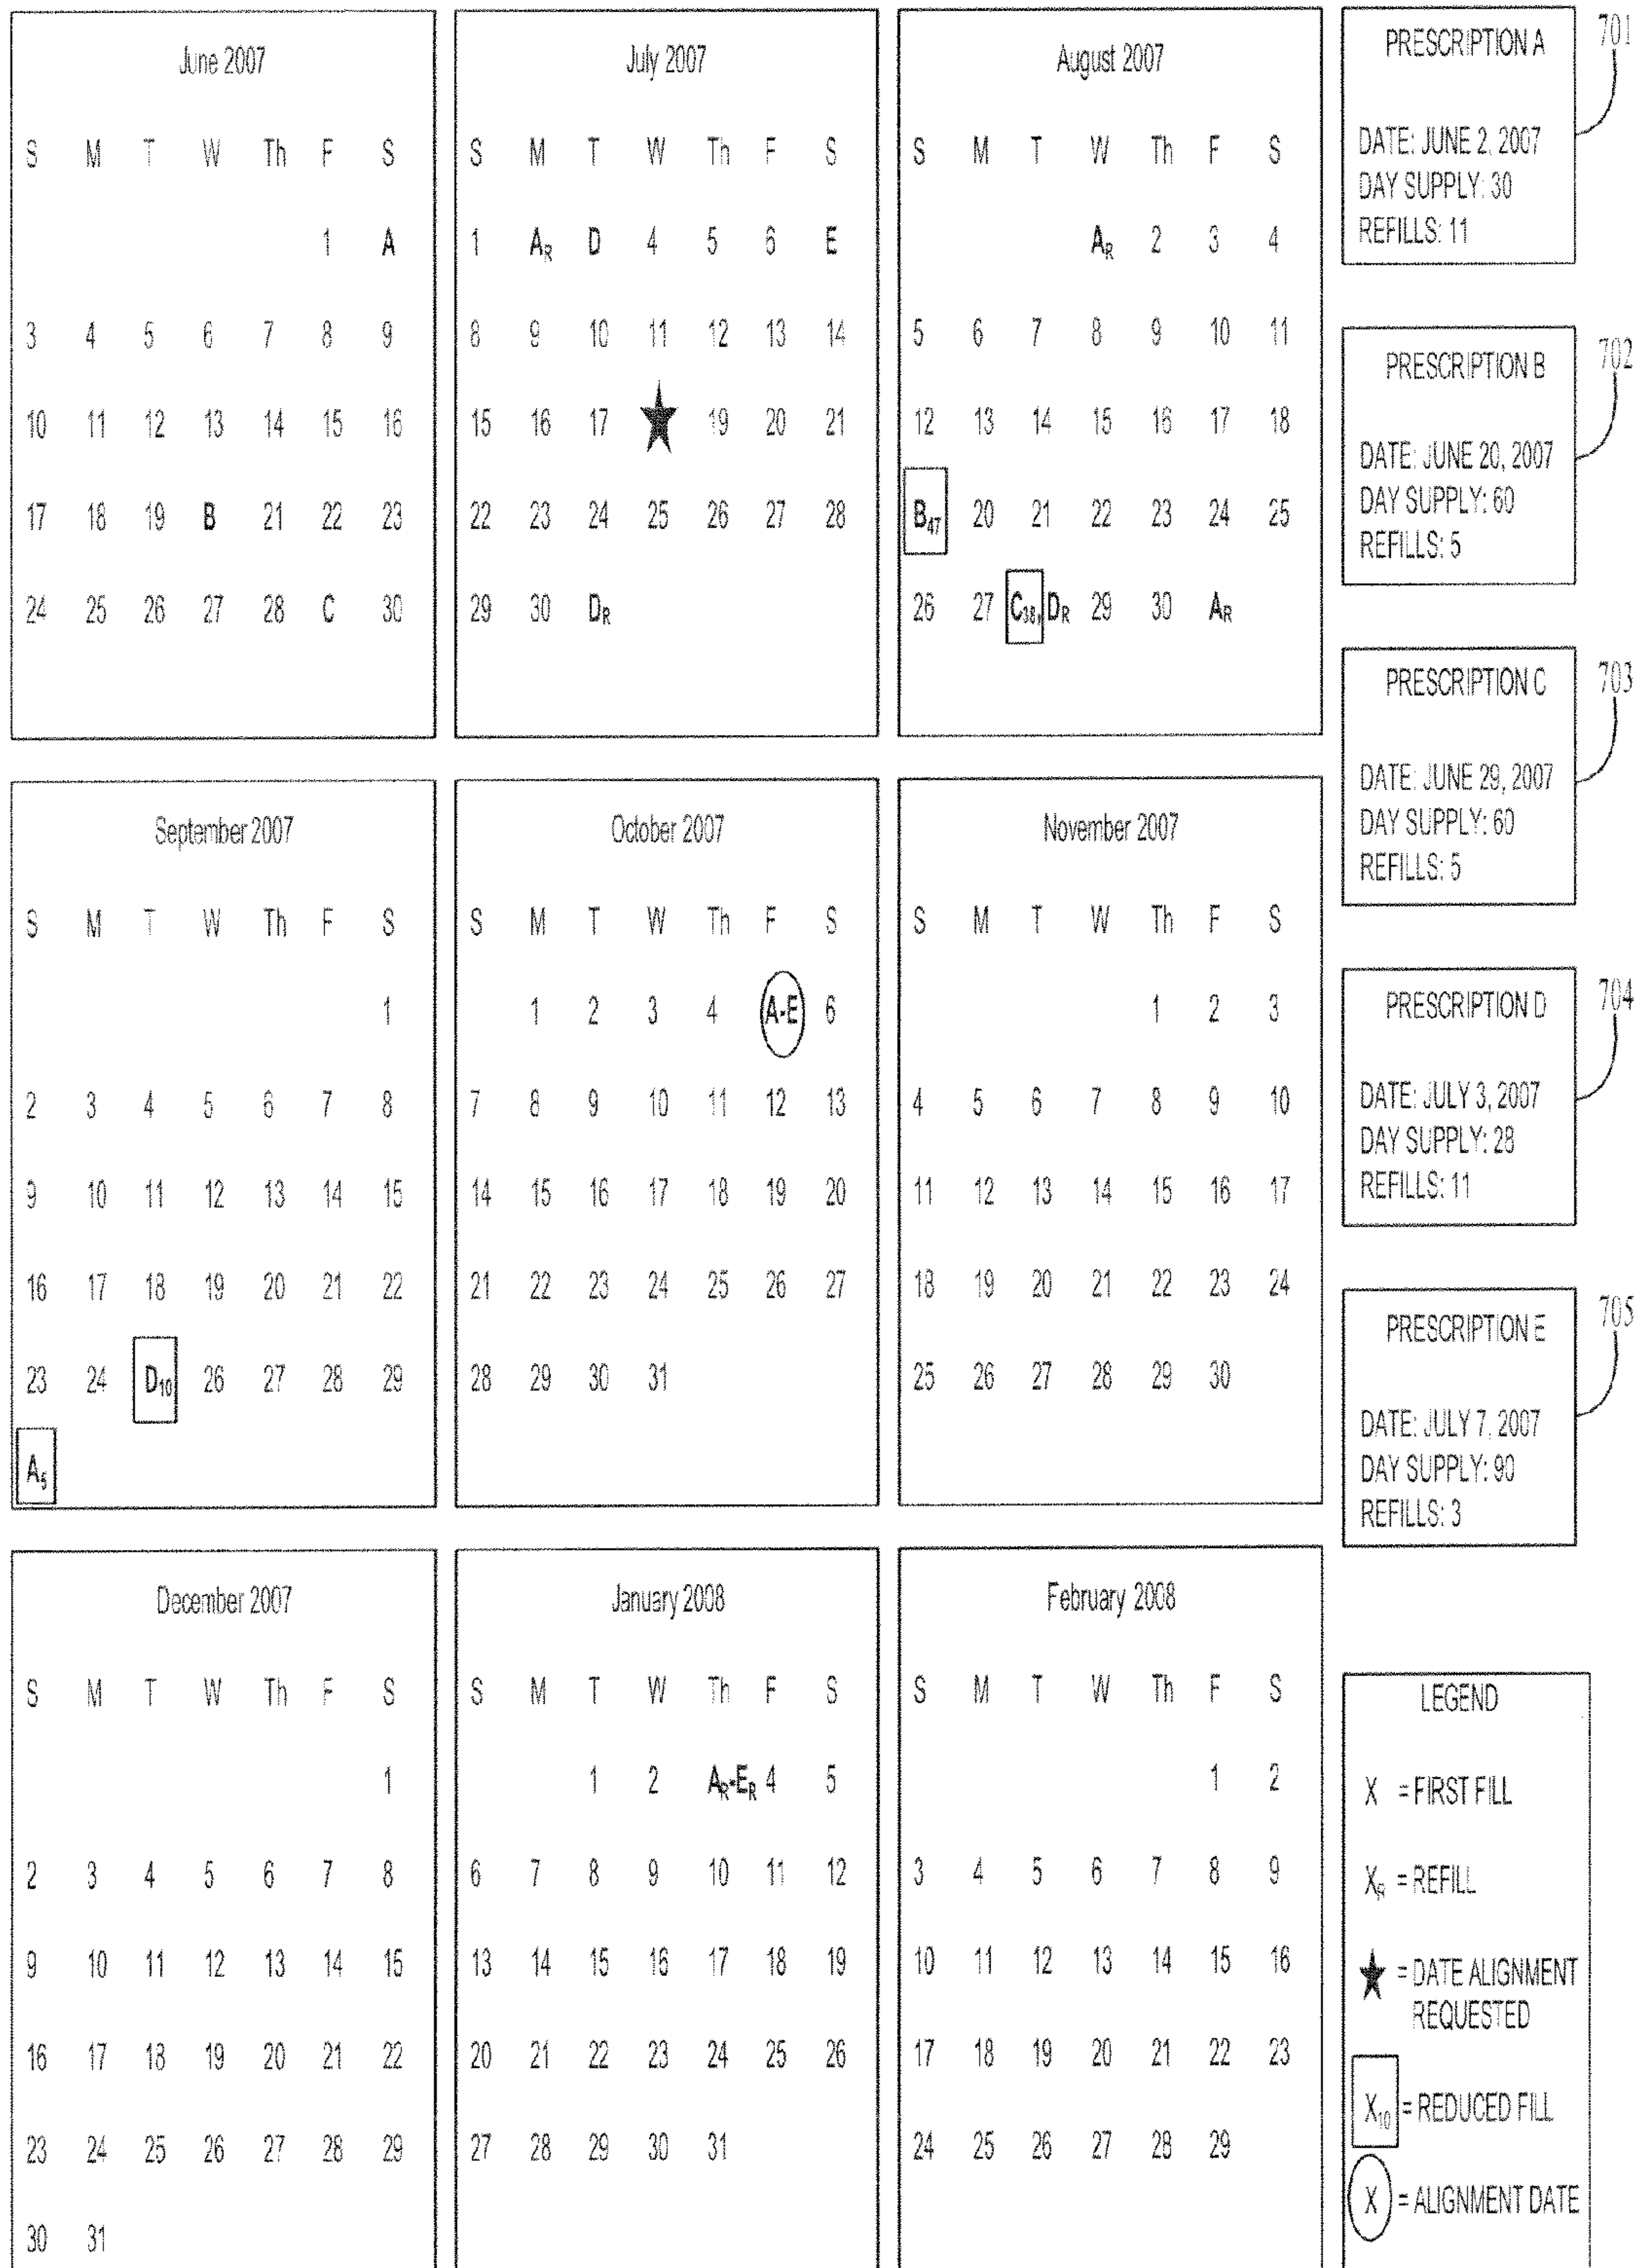 June 2007
S M T W Th F S
1 A
3 4 5 6 7 8 9
10 11 12 13 14 15 16
17 18 19 B 21 22 23
24 25 26 27 28 C 30
July 2007
S M T W Th F S
1 AR D 4 5 6 E
8 9 10 11 12 13 14
15 16 17 ★ 19 20 21
22 23 24 25 26 27 28
29 30 DR
August 2007
S M T W Th F S
AR 2 3 4
5 6 7 8 9 10 11
12 13 14 15 16 17 18
B47 20 21 22 23 24 25
26 27 C38, DR 29 30 AR
PRESCRIPTION A
DATE: JUNE 2, 2007
DAY SUPPLY: 30
REFILLS: 11
701
PRESCRIPTION B
DATE: JUNE 20, 2007
DAY SUPPLY: 60
REFILLS: 5
702
PRESCRIPTION C
DATE: JUNE 29, 2007
DAY SUPPLY: 60
REFILLS: 5
703
September 2007
S M T W Th F S
1
2 3 4 5 6 7 8
9 10 11 12 13 14 15
16 17 18 19 20 21 22
23 24 D10 26 27 28 29
A5
October 2007
S M T W Th F S
1 2 3 4 A-E 6
7 8 9 10 11 12 13
14 15 16 17 18 19 20
21 22 23 24 25 26 27
28 29 30 31
November 2007
S M T W Th F S
1 2 3
4 5 6 7 8 9 10
11 12 13 14 15 16 17
18 19 20 21 22 23 24
25 26 27 28 29 30
PRESCRIPTION D
DATE: JULY 3, 2007
DAY SUPPLY: 28
REFILLS: 11
704
PRESCRIPTION E
DATE: JULY 7, 2007
DAY SUPPLY: 90
REFILLS: 3
705
December 2007
S M T W Th F S
1
2 3 4 5 6 7 8
9 10 11 12 13 14 15
16 17 18 19 20 21 22
23 24 25 26 27 28 29
30 31
January 2008
S M T W Th F S
1 2 AR-ER 4 5
6 7 8 9 10 11 12
13 14 15 16 17 18 19
20 21 22 23 24 25 26
27 28 29 30 31
February 2008
S M T W Th F S
1 2
3 4 5 6 7 8 9
10 11 12 13 14 15 16
17 18 19 20 21 22 23
24 25 26 27 28 29
LEGEND
X = FIRST FILL
XR = REFILL
★ = DATE ALIGNMENT
REQUESTED
X10 = REDUCED FILL
X = ALIGNMENT DATE